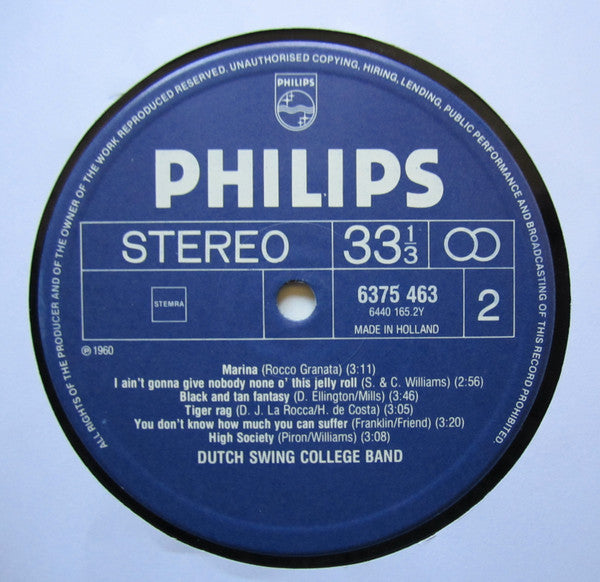 ALL RIGHTS OF THE PRODUCER AND OF THE OWNER OF THE WORK REPRODUCED RESERVED. UNAUTHORISED COPYING, HIRING, LENDING, PUBLIC PERFORMANCE AND BROADCASTING OF THIS RECORD PROHIBITED.
PHILIPS
PHILIPS
STEREO 33 1/3
STEMRA
6375 463
6440 165.2Y
MADE IN HOLLAND
2
℗ 1960
Marina (Rocco Granata) (3:11)
I ain't gonna give nobody none o' this jelly roll (S. & C. Williams) (2:56)
Black and tan fantasy (D. Ellington/Mills) (3:46)
Tiger rag (D. J. La Rocca/H. de Costa) (3:05)
You don't know how much you can suffer (Franklin/Friend) (3:20)
High Society (Piron/Williams) (3:08)
DUTCH SWING COLLEGE BAND